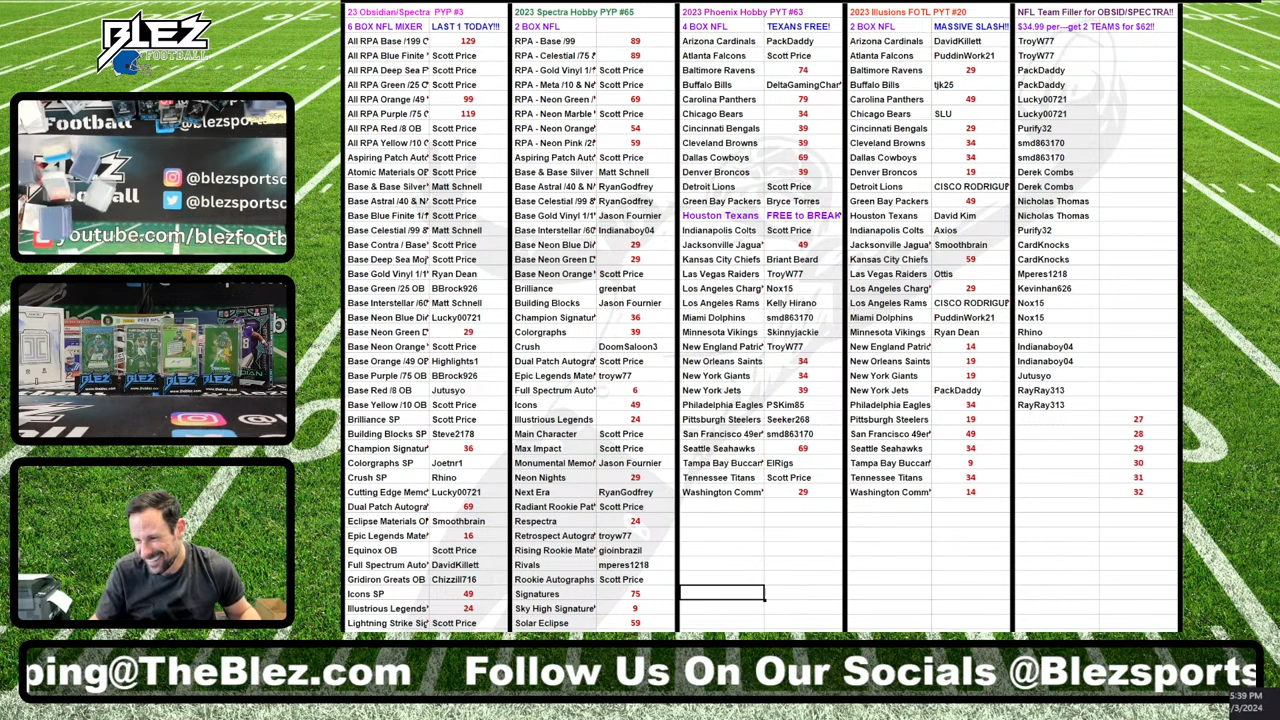 BLEZ
FOOTBALL
Football
@blezsportsc
@blezsportsc
youtube.com/blezfootb
23 Obsidian/Spectra PYP #3
6 BOX NFL MIXER LAST 1 TODAY!!!
All RPA Base /199 C 129
All RPA Blue Finite Scott Price
All RPA Deep Sea F Scott Price
All RPA Green /25 C Scott Price
All RPA Orange /49 99
All RPA Purple /75 C 119
All RPA Red /8 OB Scott Price
All RPA Yellow /10 C Scott Price
Aspiring Patch Auto Scott Price
Atomic Materials OB Scott Price
Base & Base Silver Matt Schnell
Base Astral /40 & N/ Scott Price
Base Blue Finite 1/ Scott Price
Base Celestial /99 & Matt Schnell
Base Contra / Base Scott Price
Base Deep Sea Moj Scott Price
Base Gold Vinyl 1/1 Ryan Dean
Base Green /25 OB BBrock926
Base Interstellar /60 Matt Schnell
Base Neon Blue Di Lucky00721
Base Neon Green D 29
Base Neon Orange Scott Price
Base Orange /49 OB Highlights1
Base Purple /75 OB BBrock926
Base Red /8 OB Jutusyo
Base Yellow /10 OB Scott Price
Brilliance SP Scott Price
Building Blocks SP Steve2178
Champion Signatur 36
Colorgraphs SP Joetnr1
Crush SP Rhino
Cutting Edge Memo Lucky00721
Dual Patch Autogra 69
Eclipse Materials OB Smoothbrain
Epic Legends Mate 16
Equinox OB Scott Price
Full Spectrum Auto DavidKillett
Gridiron Greats OB Chizzill716
Icons SP 49
Illustrious Legends 24
Lightning Strike Sig Scott Price
2023 Spectra Hobby PYP #65
2 BOX NFL
RPA - Base /99 89
RPA - Celestial /75 & 89
RPA - Gold Vinyl 1/ Scott Price
RPA - Meta /10 & Ne Scott Price
RPA - Neon Green / 69
RPA - Neon Marble Scott Price
RPA - Neon Orange 54
RPA - Neon Pink /2 59
Aspiring Patch Auto Scott Price
Base & Base Silver Matt Schnell
Base Astral /40 & N/ RyanGodfrey
Base Celestial /99 & RyanGodfrey
Base Gold Vinyl 1/1 Jason Fournier
Base Interstellar /60 Indianaboy04
Base Neon Blue Di 29
Base Neon Green D 29
Base Neon Orange Scott Price
Brilliance greenbat
Building Blocks Jason Fournier
Champion Signatur 36
Colorgraphs 39
Crush DoomSaloon3
Dual Patch Autogra Scott Price
Epic Legends Mate troyw77
Full Spectrum Auto 6
Icons 49
Illustrious Legends 24
Main Character Scott Price
Max Impact Scott Price
Monumental Memo Jason Fournier
Neon Nights 29
Next Era RyanGodfrey
Radiant Rookie Pat Scott Price
Respectra 24
Retrospect Autogra troyw77
Rising Rookie Mate gioinbrazil
Rivals mperes1218
Rookie Autographs Scott Price
Signatures 75
Sky High Signature 9
Solar Eclipse 59
2023 Phoenix Hobby PYT #63
4 BOX NFL TEXANS FREE!
Arizona Cardinals PackDaddy
Atlanta Falcons Scott Price
Baltimore Ravens 74
Buffalo Bills DeltaGamingChar
Carolina Panthers 79
Chicago Bears 34
Cincinnati Bengals 39
Cleveland Browns 39
Dallas Cowboys 69
Denver Broncos 39
Detroit Lions Scott Price
Green Bay Packers Bryce Torres
Houston Texans FREE to BREAK
Indianapolis Colts Scott Price
Jacksonville Jagua 49
Kansas City Chiefs Briant Beard
Las Vegas Raiders TroyW77
Los Angeles Charg Nox15
Los Angeles Rams Kelly Hirano
Miami Dolphins smd863170
Minnesota Vikings Skinnyjackie
New England Patric TroyW77
New Orleans Saints 34
New York Giants 34
New York Jets 39
Philadelphia Eagles PSKim85
Pittsburgh Steelers Seeker268
San Francisco 49er smd863170
Seattle Seahawks 69
Tampa Bay Buccan ElRigs
Tennessee Titans Scott Price
Washington Comm 29
2023 Illusions FOTL PYT #20
2 BOX NFL MASSIVE SLASH!!
Arizona Cardinals DavidKillett
Atlanta Falcons PuddinWork21
Baltimore Ravens 29
Buffalo Bills tjk25
Carolina Panthers 49
Chicago Bears SLU
Cincinnati Bengals 29
Cleveland Browns 34
Dallas Cowboys 34
Denver Broncos 19
Detroit Lions CISCO RODRIGU
Green Bay Packers 49
Houston Texans David Kim
Indianapolis Colts Axios
Jacksonville Jagua Smoothbrain
Kansas City Chiefs 59
Las Vegas Raiders Ottis
Los Angeles Charg 29
Los Angeles Rams CISCO RODRIGU
Miami Dolphins PuddinWork21
Minnesota Vikings Ryan Dean
New England Patric 14
New Orleans Saints 19
New York Giants 19
New York Jets PackDaddy
Philadelphia Eagles 34
Pittsburgh Steelers 19
San Francisco 49er 49
Seattle Seahawks 34
Tampa Bay Buccan 9
Tennessee Titans 34
Washington Comm 14
NFL Team Filler for OBSID/SPECTRA!!
$34.99 per---get 2 TEAMS for $62!!
TroyW77
TroyW77
PackDaddy
PackDaddy
Lucky00721
Lucky00721
Purify32
smd863170
smd863170
Derek Combs
Derek Combs
Nicholas Thomas
Nicholas Thomas
Purify32
CardKnocks
CardKnocks
Mperes1218
Kevinhan626
Nox15
Nox15
Rhino
Indianaboy04
Indianaboy04
Jutusyo
RayRay313
RayRay313
27
28
29
30
31
32
ping@TheBlez.com Follow Us On Our Socials @Blezsports
5:39 PM
/3/2024